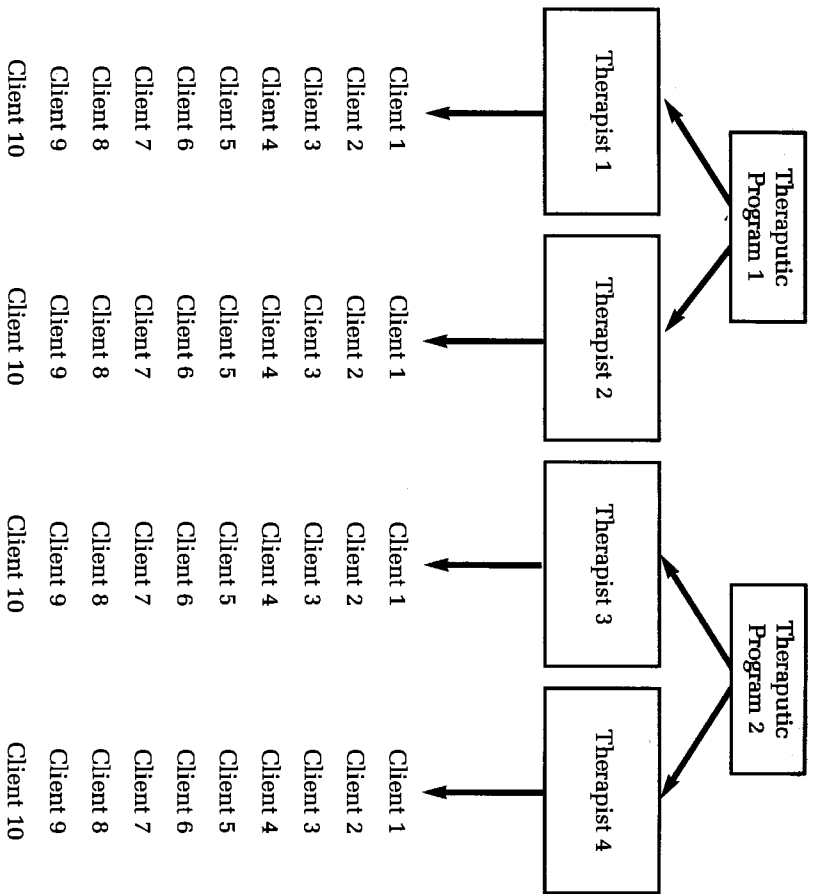 Theraputic
Program 1
Theraputic
Program 2
Therapist 1
Therapist 2
Therapist 3
Therapist 4
Client 1
Client 2
Client 3
Client 4
Client 5
Client 6
Client 7
Client 8
Client 9
Client 10
Client 1
Client 2
Client 3
Client 4
Client 5
Client 6
Client 7
Client 8
Client 9
Client 10
Client 1
Client 2
Client 3
Client 4
Client 5
Client 6
Client 7
Client 8
Client 9
Client 10
Client 1
Client 2
Client 3
Client 4
Client 5
Client 6
Client 7
Client 8
Client 9
Client 10